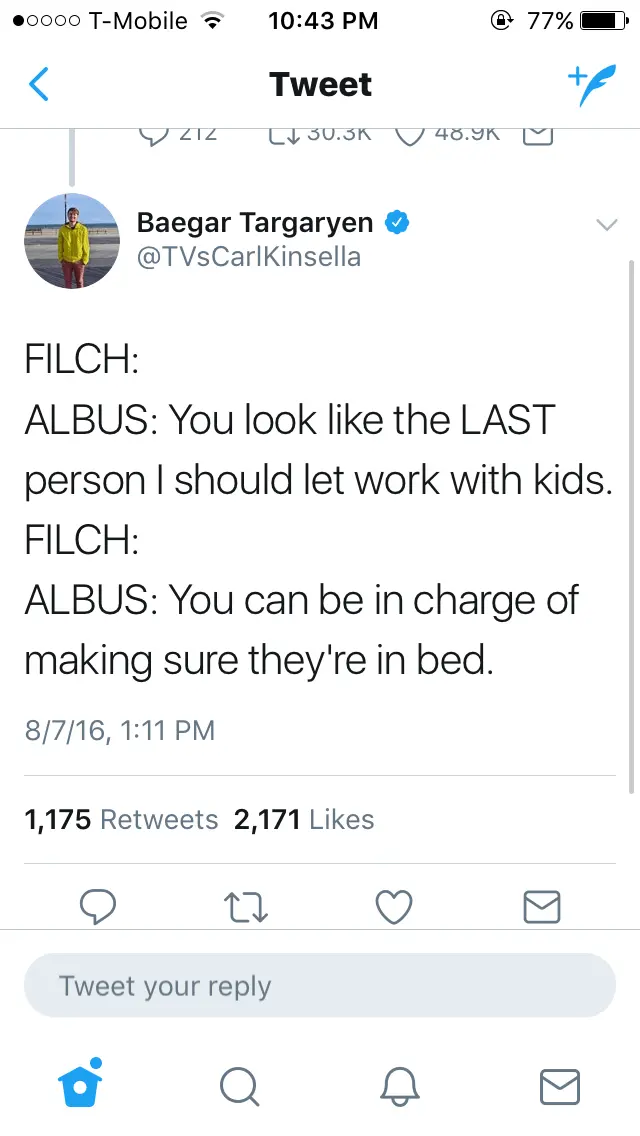 T-Mobile 10:43 PM 77%
Tweet
212 30.3K 48.9K
Baegar Targaryen
@TVsCarlKinsella
FILCH:
ALBUS: You look like the LAST
person I should let work with kids.
FILCH:
ALBUS: You can be in charge of
making sure they're in bed.
8/7/16, 1:11 PM
1,175 Retweets 2,171 Likes
Tweet your reply